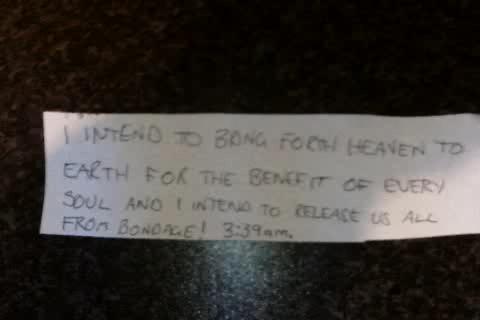 I INTEND TO BRING FORTH HEAVEN TO
EARTH FOR THE BENEFIT OF EVERY
SOUL AND I INTEND TO RELEASE US ALL
FROM BONDAGE! 3:39am.